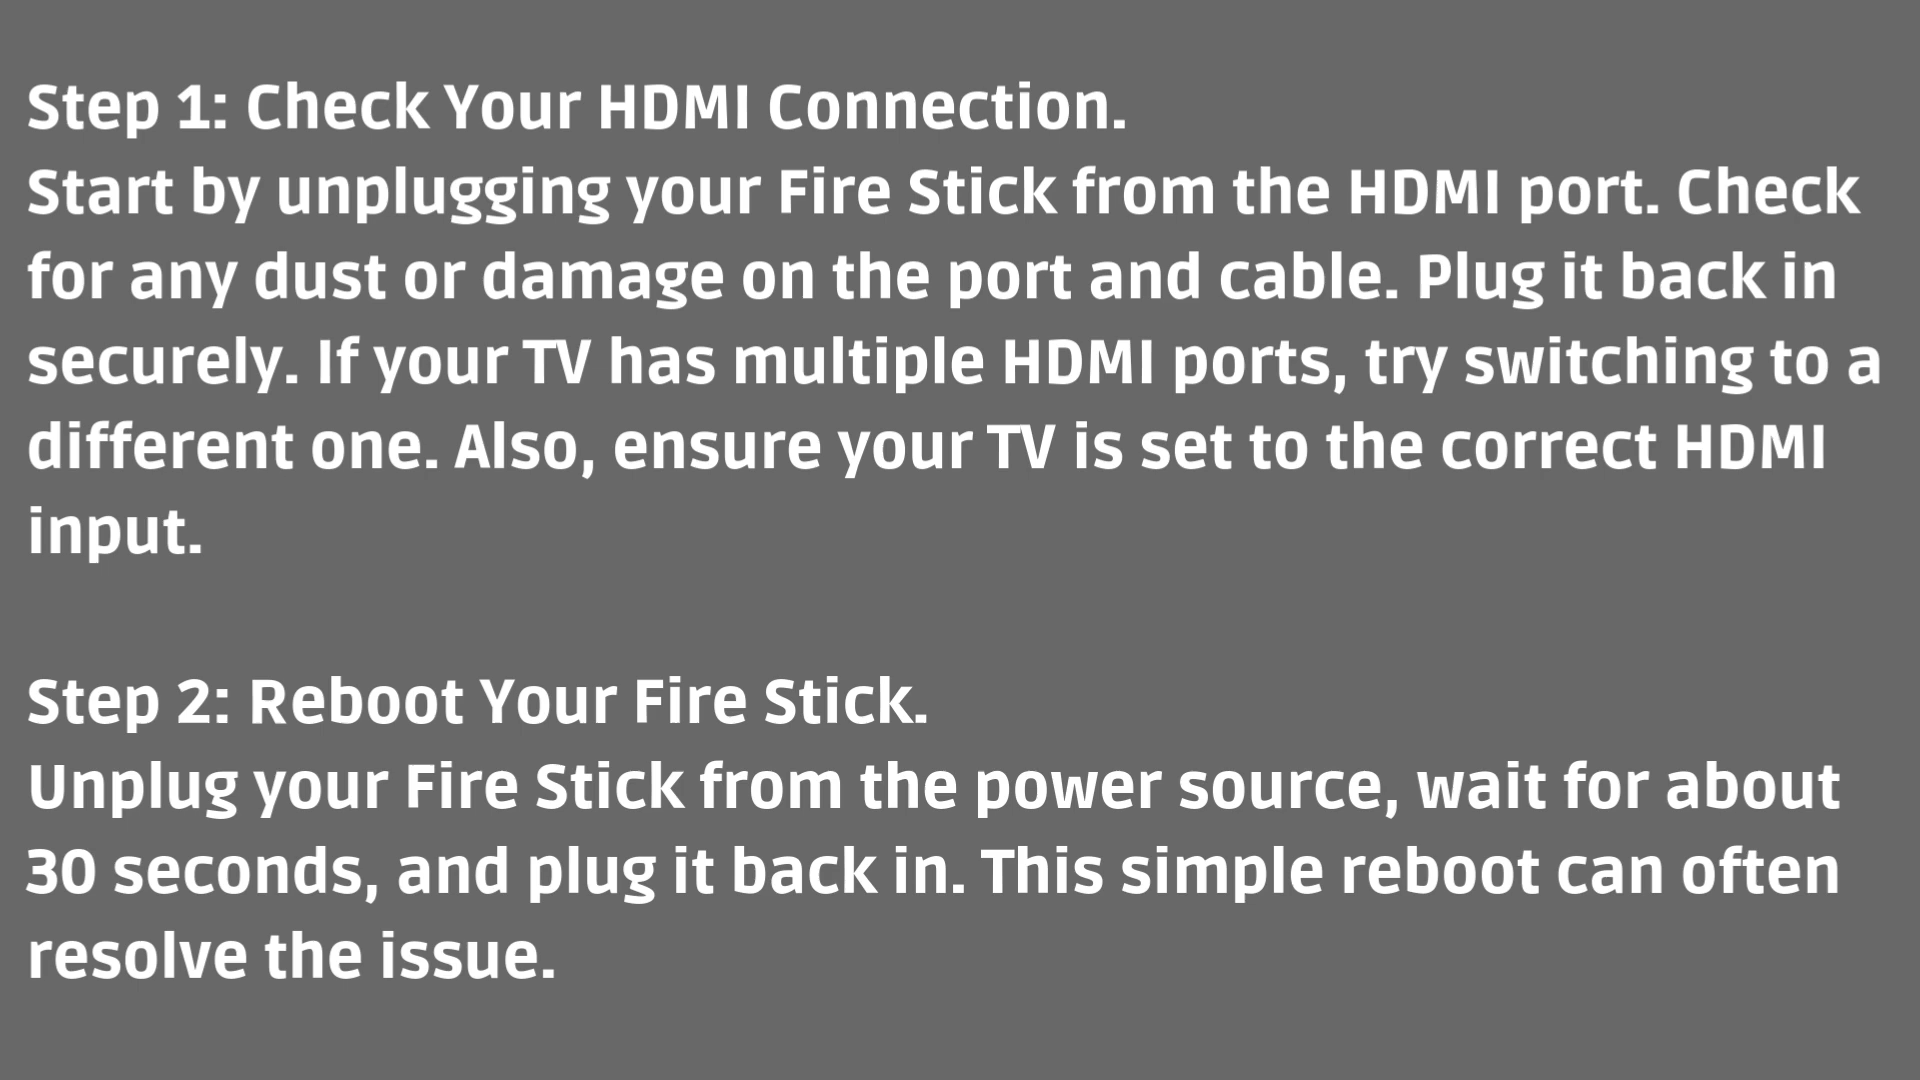 Step 1: Check Your HDMI Connection.
Start by unplugging your Fire Stick from the HDMI port. Check
for any dust or damage on the port and cable. Plug it back in
securely. If your TV has multiple HDMI ports, try switching to a
different one. Also, ensure your TV is set to the correct HDMI
input.
Step 2: Reboot Your Fire Stick.
Unplug your Fire Stick from the power source, wait for about
30 seconds, and plug it back in. This simple reboot can often
resolve the issue.